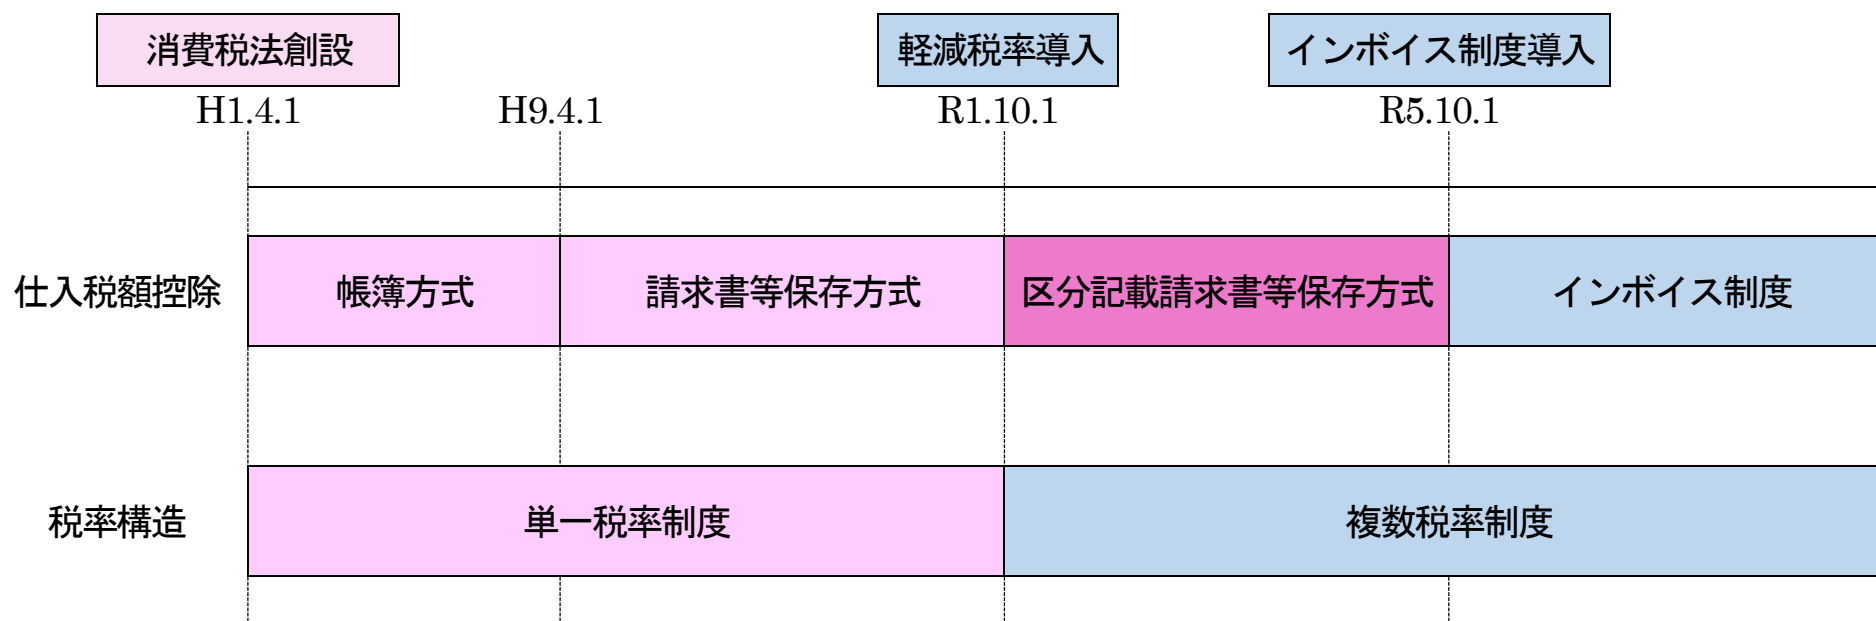 消費税法創設
軽減税率導入
インボイス制度導入
H1.4.1
H9.4.1
R1.10.1
R5.10.1
仕入税額控除
帳簿方式
請求書等保存方式
区分記載請求書等保存方式
インボイス制度
税率構造
単一税率制度
複数税率制度